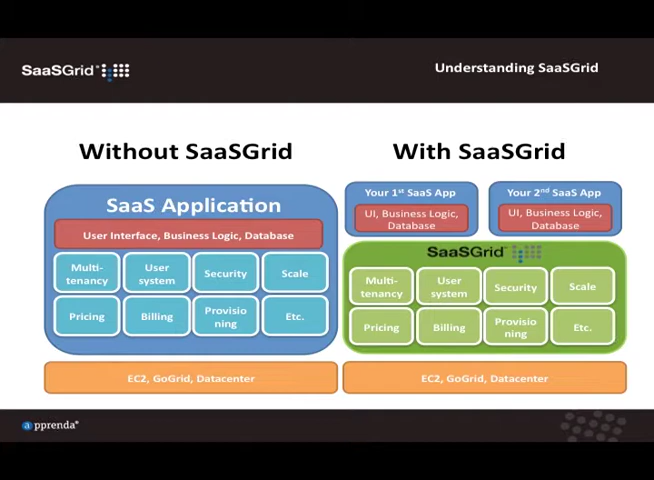 SaaSGrid
Understanding SaaSGrid
Without SaaSGrid
SaaS Application
User Interface, Business Logic, Database
Multi-
tenancy
User
system
Security
Scale
Pricing
Billing
Provisio
ning
Etc.
EC2, GoGrid, Datacenter
With SaaSGrid
Your 1st SaaS App
UI, Business Logic,
Database
Your 2nd SaaS App
UI, Business Logic,
Database
SaaSGrid
Multi-
tenancy
User
system
Security
Scale
Pricing
Billing
Provisio
ning
Etc.
EC2, GoGrid, Datacenter
apprenda